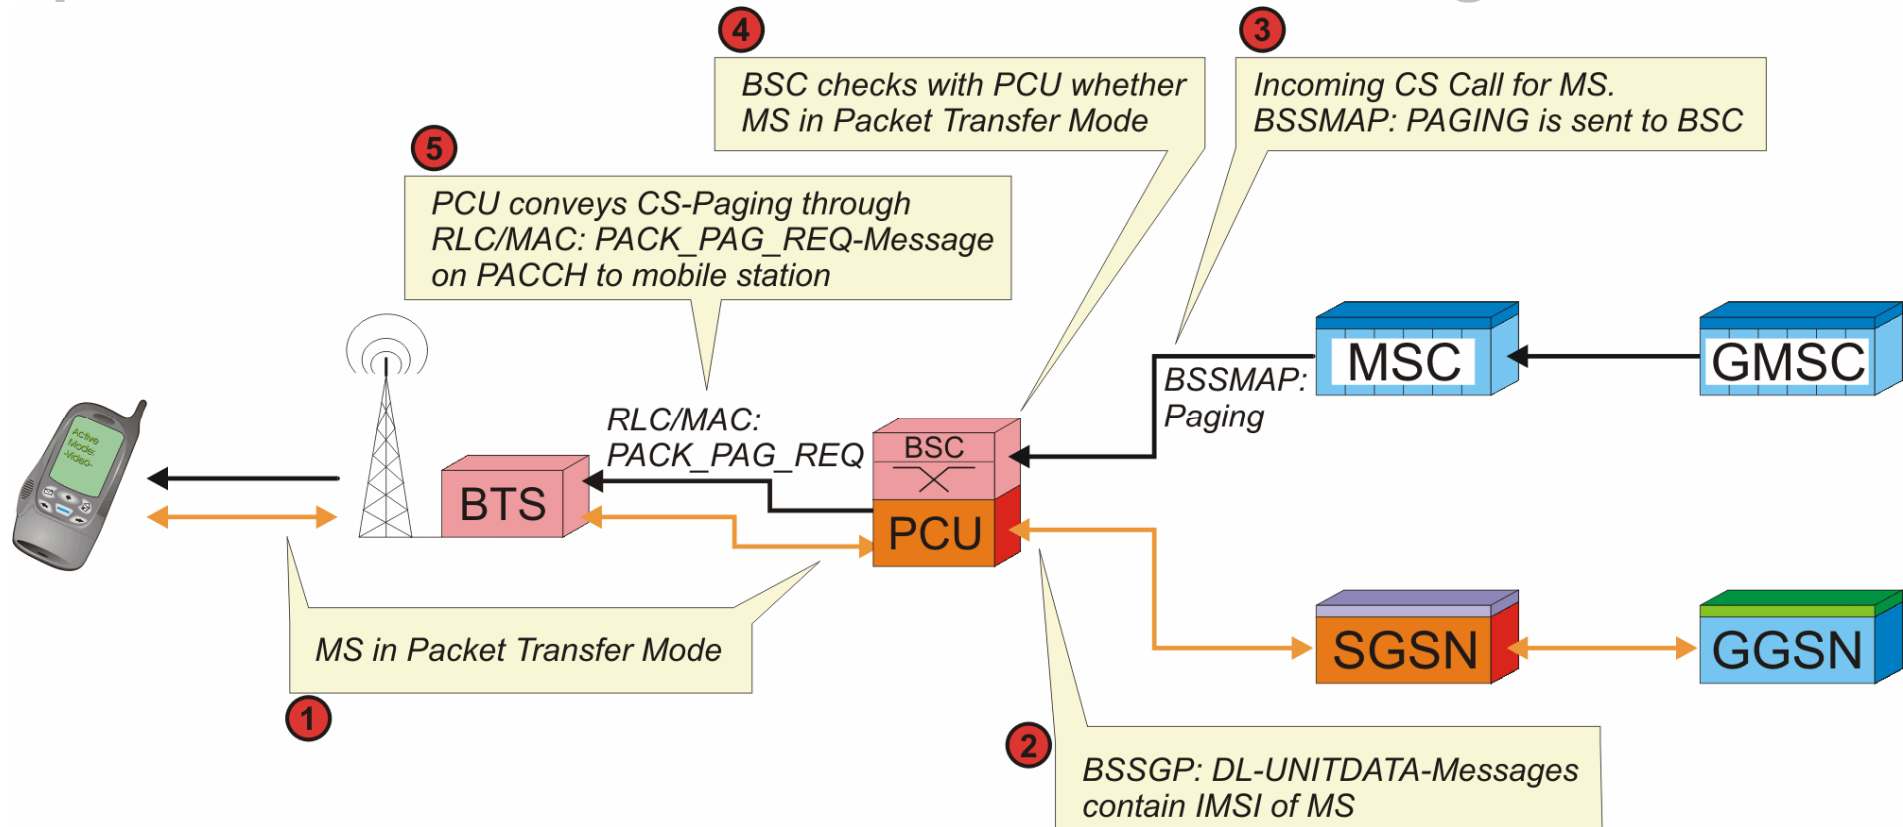 4
3
BSC checks with PCU whether
MS in Packet Transfer Mode
Incoming CS Call for MS.
BSSMAP: PAGING is sent to BSC
5
PCU conveys CS-Paging through
RLC/MAC: PACK_PAG_REQ-Message
on PACCH to mobile station
MSC
GMSC
BSSMAP:
Paging
RLC/MAC:
PACK_PAG_REQ
BSC
Active
Mode:
-Video-
BTS
PCU
MS in Packet Transfer Mode
SGSN
GGSN
1
2
BSSGP: DL-UNITDATA-Messages
contain IMSI of MS